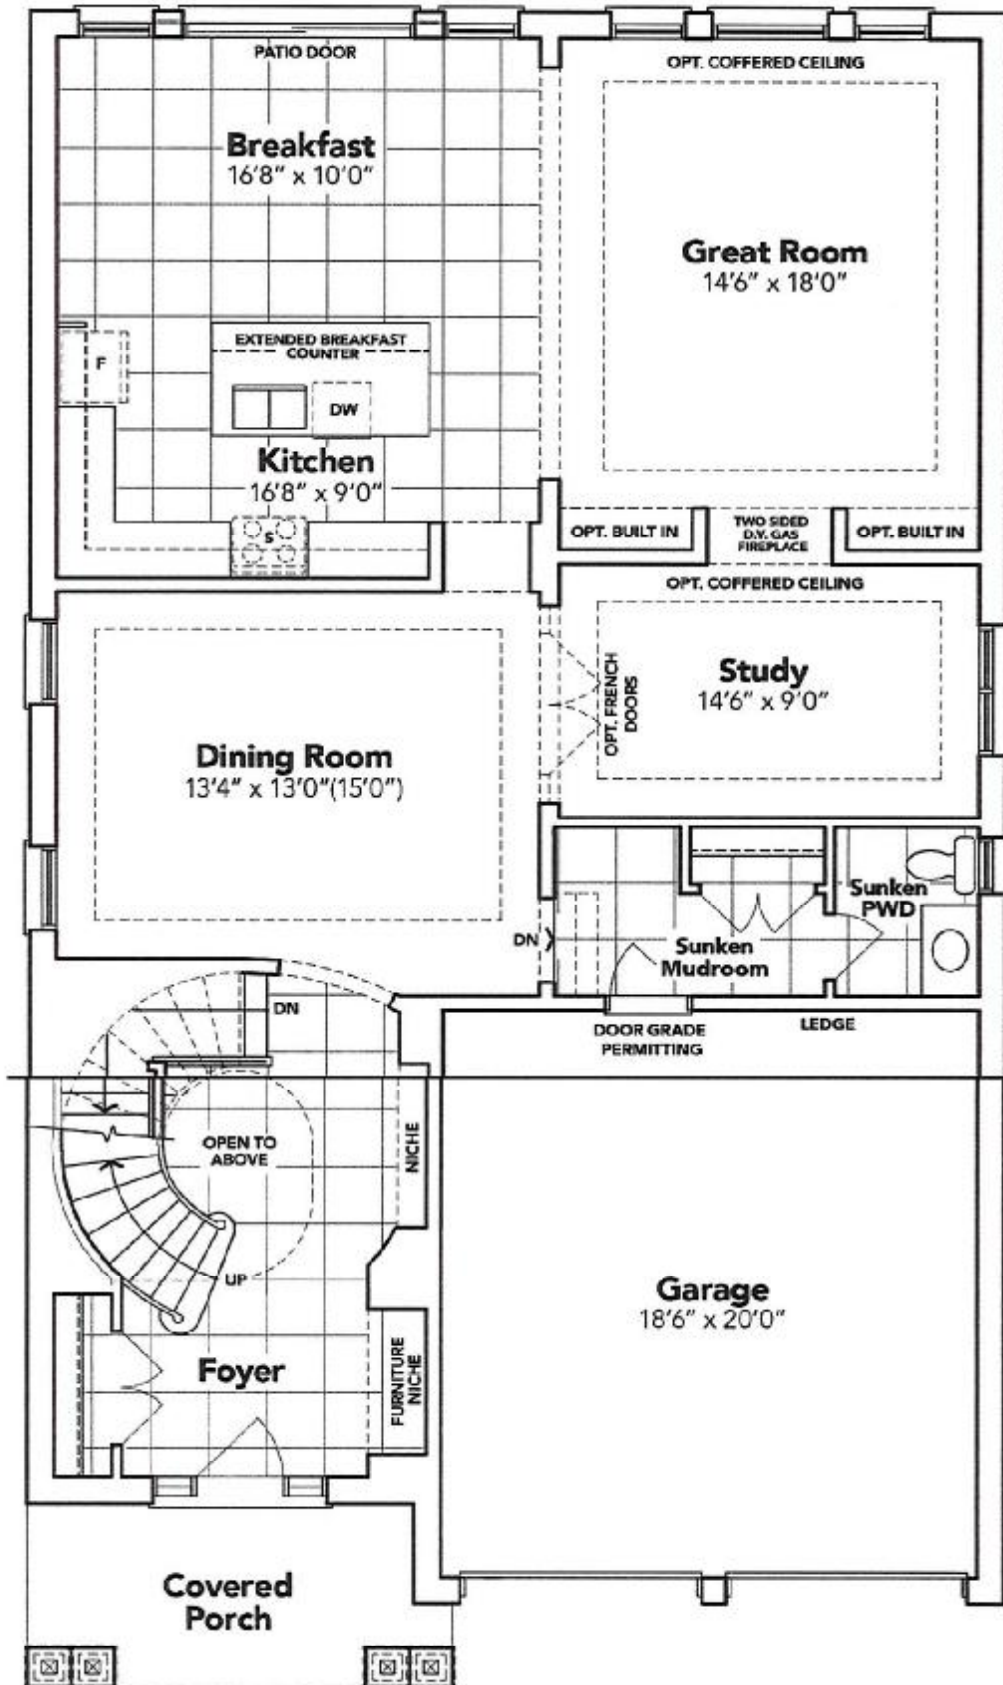 PATIO DOOR
Breakfast
16'8" x 10'0"
OPT. COFFERED CEILING
Great Room
14'6" x 18'0"
F
EXTENDED BREAKFAST
COUNTER
DW
Kitchen
16'8" x 9'0"
S
OPT. BUILT IN
TWO SIDED
D.V. GAS
FIREPLACE
OPT. BUILT IN
OPT. COFFERED CEILING
Study
14'6" x 9'0"
OPT. FRENCH
DOORS
Dining Room
13'4" x 13'0"(15'0")
DN
Sunken
Mudroom
Sunken
PWD
DN
DOOR GRADE
PERMITTING
LEDGE
OPEN TO
ABOVE
NICHE
UP
Foyer
FURNITURE
NICHE
Garage
18'6" x 20'0"
Covered
Porch